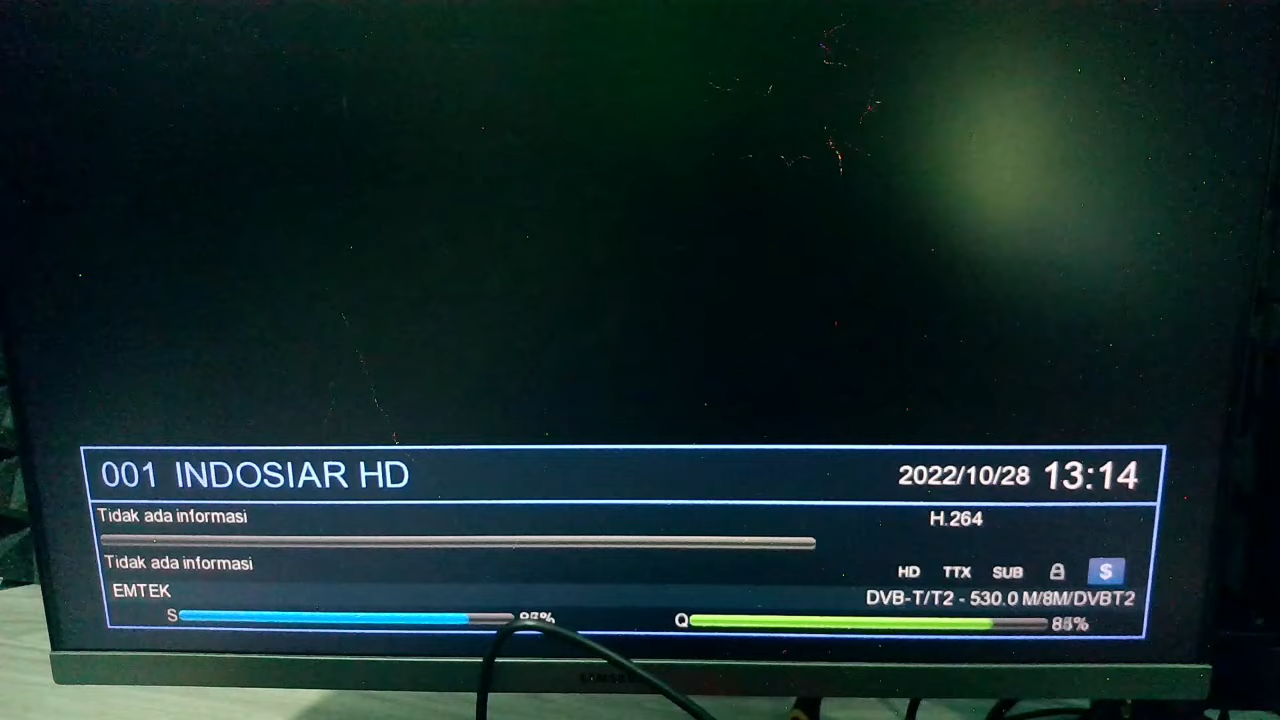 001 INDOSIAR HD
2022/10/28 13:14
Tidak ada informasi
H.264
Tidak ada informasi
HD TTX SUB $
EMTEK
DVB-T/T2 - 530.0 M/8M/DVBT2
S
Q
SAMSUNG